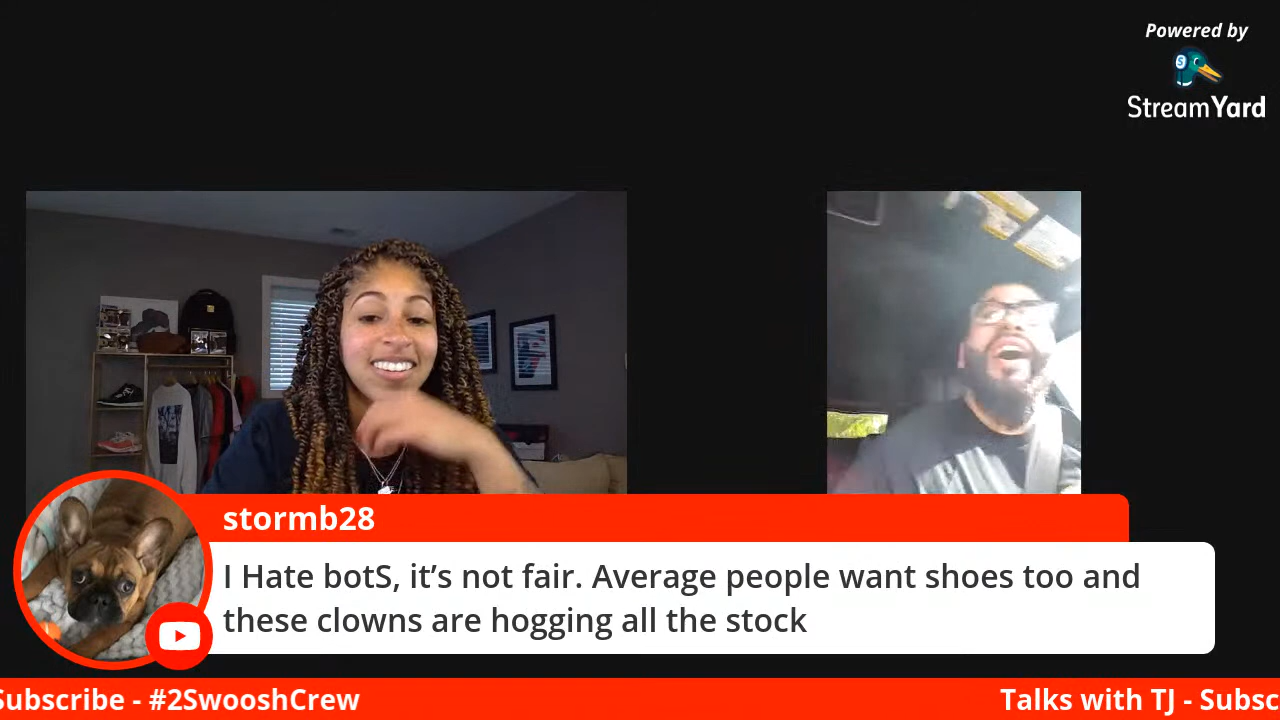 Powered by
StreamYard
stormb28
I Hate botS, it’s not fair. Average people want shoes too and
these clowns are hogging all the stock
Subscribe - #2SwooshCrew
Talks with TJ - Subsc